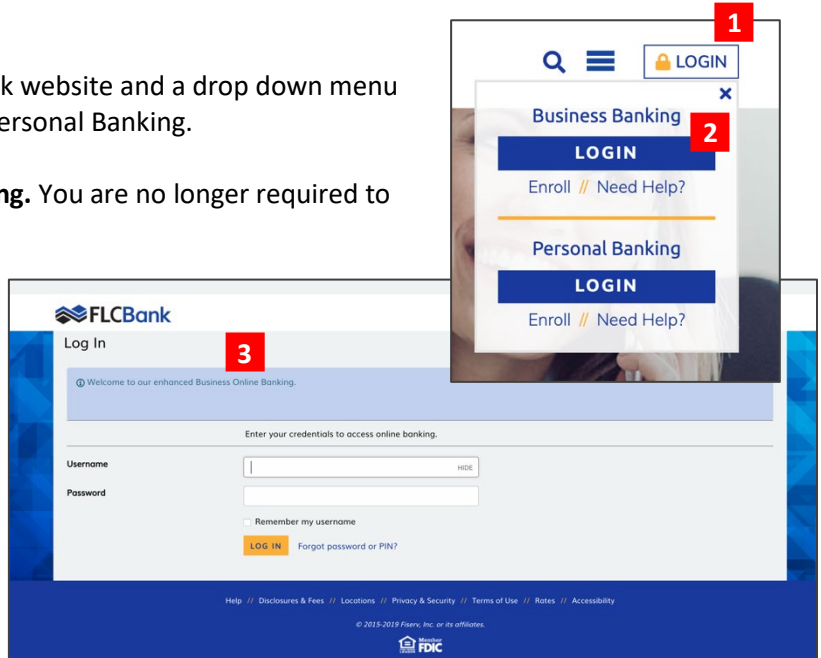 1
LOGIN
k website and a drop down menu
ersonal Banking.
ng. You are no longer required to
Business Banking
2
LOGIN
Enroll // Need Help?
Personal Banking
LOGIN
Enroll // Need Help?
FLCBank
Log In
3
Welcome to our enhanced Business Online Banking.
Enter your credentials to access online banking.
Username
HIDE
Password
Remember my username
LOG IN Forgot password or PIN?
Help // Disclosures & Fees // Locations // Privacy & Security // Terms of Use // Rates // Accessibility
© 2015-2019 Fiserv, Inc. or its affiliates.
Member
FDIC